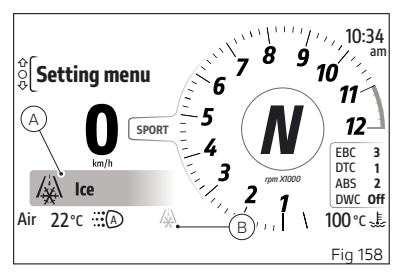 10:34
am
Setting menu
A
0
km/h
SPORT
N
rpm X1000
1
2
3
4
5
6
7
8
9
10
11
12
EBC 3
DTC 1
ABS 2
DWC Off
Ice
Air 22°C (A)
B
100°C
Fig 158